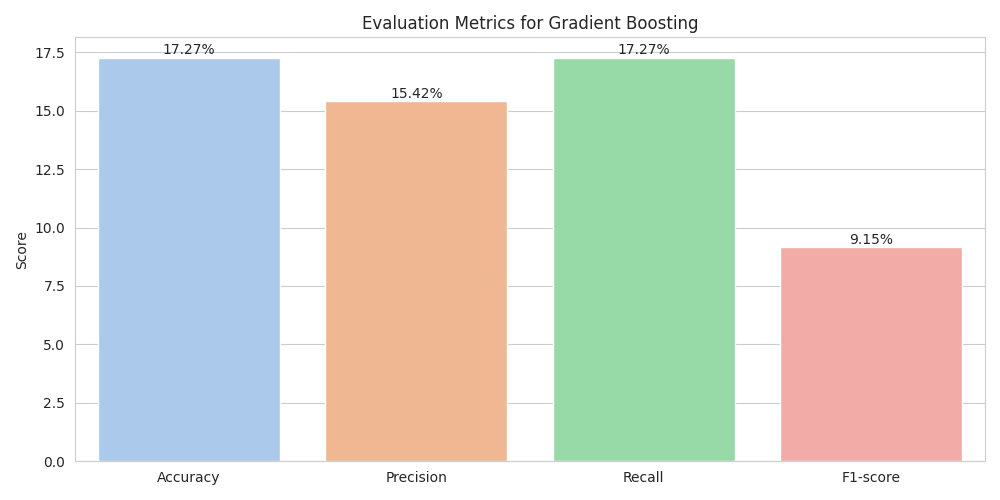 Evaluation Metrics for Gradient Boosting
17.27%
15.42%
17.27%
9.15%
17.5
15.0
12.5
10.0
7.5
5.0
2.5
0.0
Score
Accuracy
Precision
Recall
F1-score